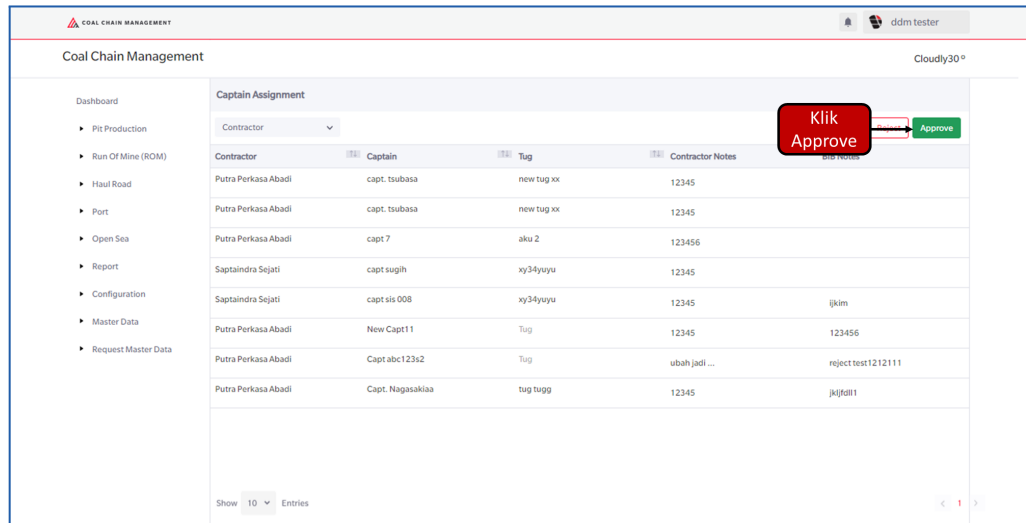 COAL CHAIN MANAGEMENT
ddm tester
Coal Chain Management
Cloudly30°
Dashboard
Pit Production
Run Of Mine (ROM)
Haul Road
Port
Open Sea
Report
Configuration
Master Data
Request Master Data
Captain Assignment
Contractor
Klik
Approve
Reject
Approve
Contractor Captain Tug Contractor Notes BIB Notes
Putra Perkasa Abadi capt. tsubasa new tug xx 12345
Putra Perkasa Abadi capt. tsubasa new tug xx 12345
Putra Perkasa Abadi capt 7 aku 2 123456
Saptaindra Sejati capt sugih xy34yuyu 12345
Saptaindra Sejati capt sis 008 xy34yuyu 12345 ijkim
Putra Perkasa Abadi New Capt11 Tug 12345 123456
Putra Perkasa Abadi Capt abc123s2 Tug ubah jadi ... reject test1212111
Putra Perkasa Abadi Capt. Nagasakiaa tug tugg 12345 jkljfdll1
Show 10 Entries
< 1 >